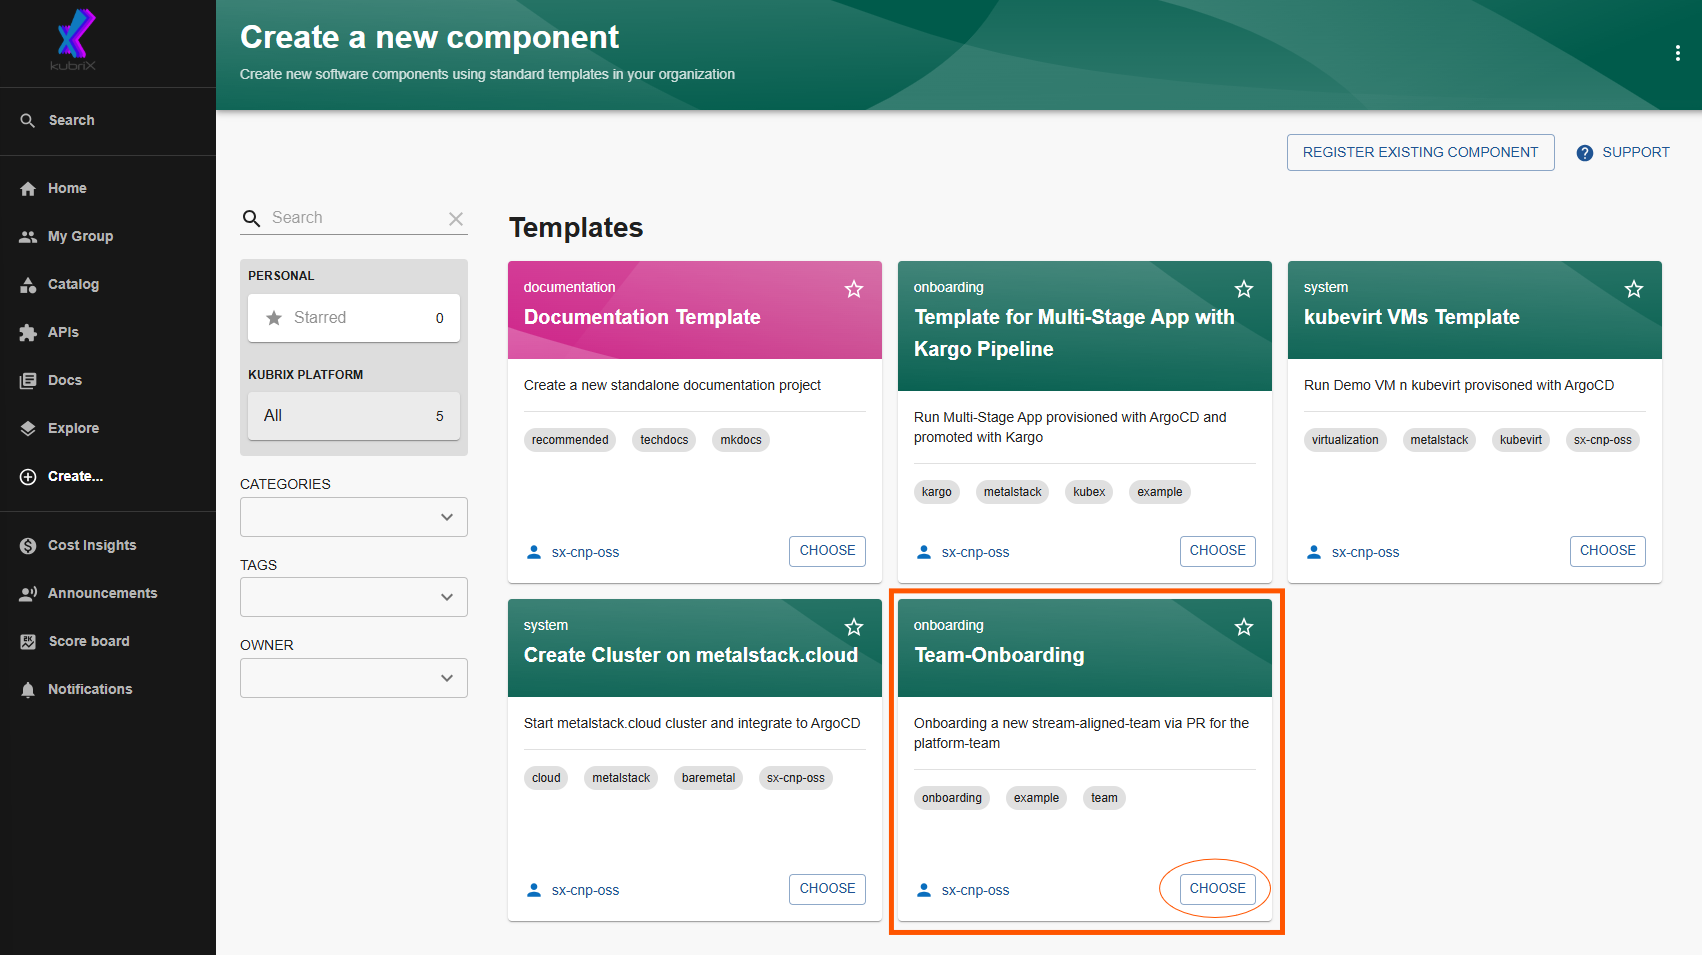 kubriX
Search
Home
My Group
Catalog
APIs
Docs
Explore
Create...
Cost Insights
Announcements
Score board
Notifications
Create a new component
Create new software components using standard templates in your organization
REGISTER EXISTING COMPONENT
SUPPORT
Search
PERSONAL
Starred 0
KUBRIX PLATFORM
All 5
CATEGORIES
TAGS
OWNER
Templates
documentation
Documentation Template
Create a new standalone documentation project
recommended techdocs mkdocs
sx-cnp-oss CHOOSE
onboarding
Template for Multi-Stage App with
Kargo Pipeline
Run Multi-Stage App provisioned with ArgoCD and
promoted with Kargo
kargo metalstack kubex example
sx-cnp-oss CHOOSE
system
kubevirt VMs Template
Run Demo VM n kubevirt provisoned with ArgoCD
virtualization metalstack kubevirt sx-cnp-oss
sx-cnp-oss CHOOSE
system
Create Cluster on metalstack.cloud
Start metalstack.cloud cluster and integrate to ArgoCD
cloud metalstack baremetal sx-cnp-oss
sx-cnp-oss CHOOSE
onboarding
Team-Onboarding
Onboarding a new stream-aligned-team via PR for the
platform-team
onboarding example team
sx-cnp-oss CHOOSE